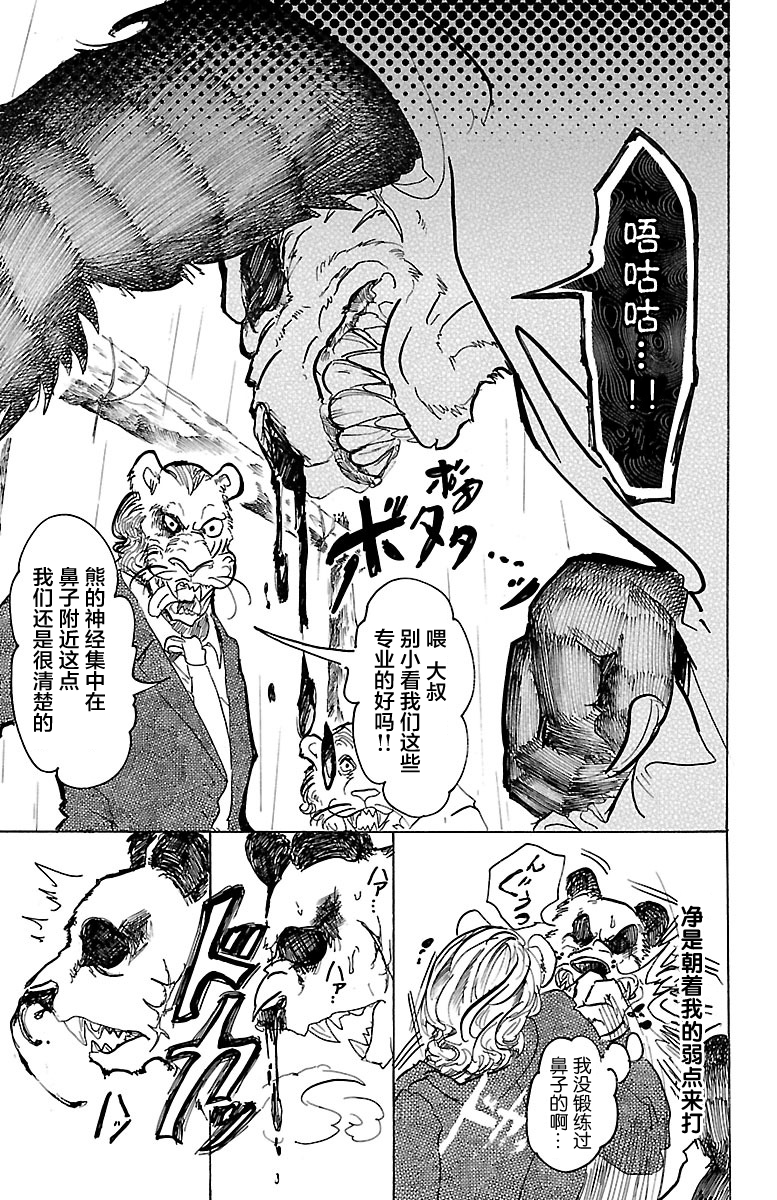 唔咕咕…!!
ボタ
ボタタ…
喂 大叔
别小看我们这些
专业的好吗!!
熊的神经集中在
鼻子附近这点
我们还是很清楚的
净是朝着我的弱点来打
んぐうっ
我没锻炼过
鼻子的啊…
ドカ
ハァ…
ハァ
ドカッ